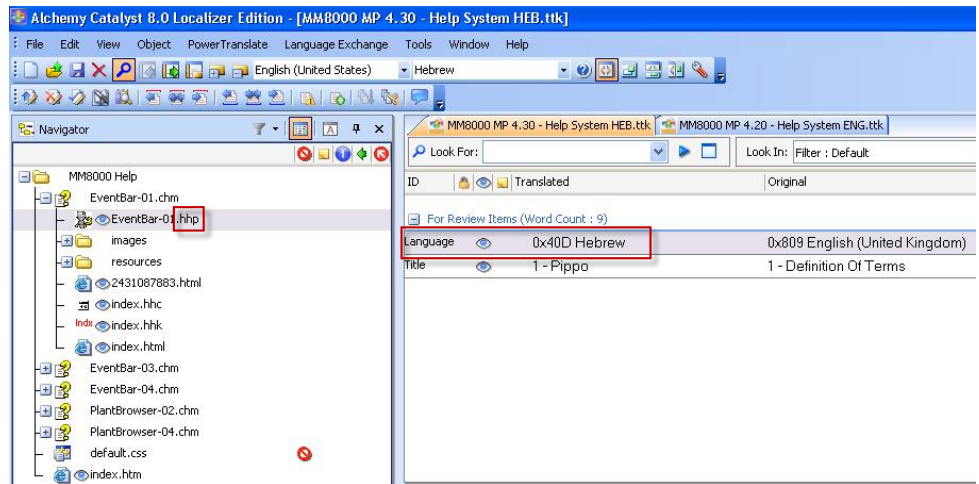 Alchemy Catalyst 8.0 Localizer Edition - [MM8000 MP 4.30 - Help System HEB.ttk]
File Edit View Object PowerTranslate Language Exchange Tools Window Help
English (United States) Hebrew
Navigator
MM8000 MP 4.30 - Help System HEB.ttk MM8000 MP 4.20 - Help System ENG.ttk
Look For: Look In: Filter : Default
ID Translated Original
MM8000 Help
EventBar-01.chm
EventBar-01.hhp
images
resources
2431087883.html
index.hhc
Indx index.hhk
index.html
EventBar-03.chm
EventBar-04.chm
PlantBrowser-02.chm
PlantBrowser-04.chm
default.css
index.htm
For Review Items (Word Count : 9)
Language 0x40D Hebrew 0x809 English (United Kingdom)
Title 1 - Pippo 1 - Definition Of Terms